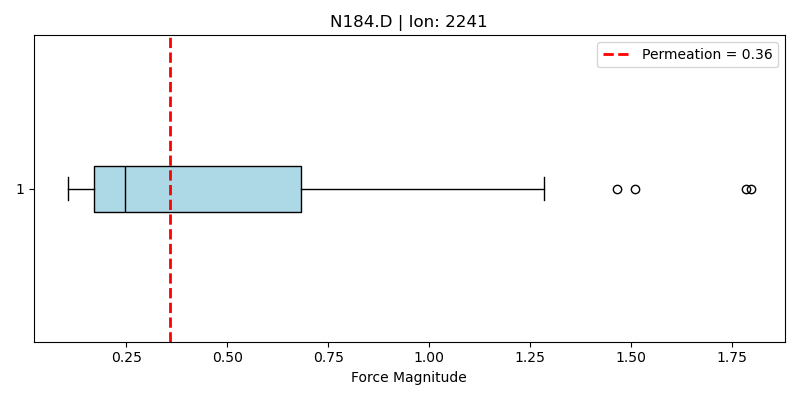 N184.D | Ion: 2241
Permeation = 0.36
1
0.25 0.50 0.75 1.00 1.25 1.50 1.75
Force Magnitude